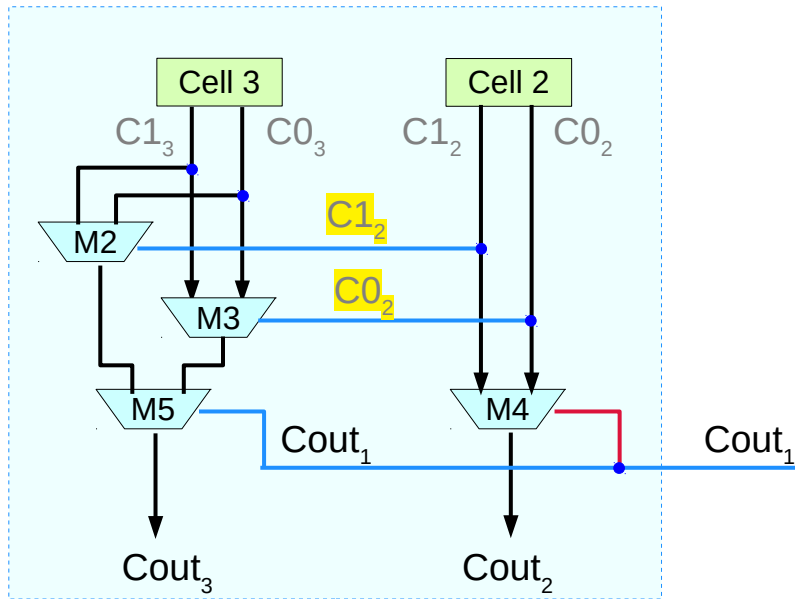 Cell 3
Cell 2
C1₃
C0₃
C1₂
C0₂
C1₂
M2
C0₂
M3
M5
M4
Cout₁
Cout₁
Cout₃
Cout₂